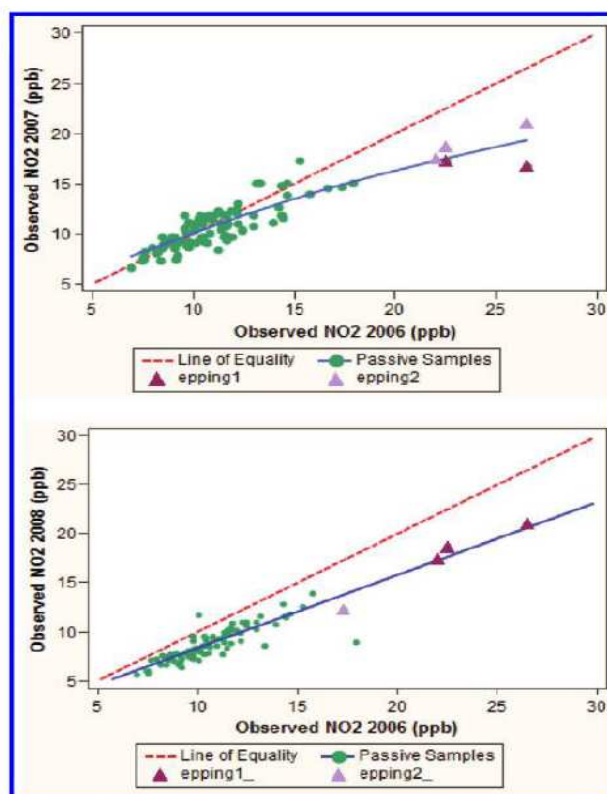 30
25
20
15
10
5
Observed NO2 2007 (ppb)
5 10 15 20 25 30
Observed NO2 2006 (ppb)
Line of Equality Passive Samples
epping1 epping2
30
25
20
15
10
5
Observed NO2 2008 (ppb)
5 10 15 20 25 30
Observed NO2 2006 (ppb)
Line of Equality Passive Samples
epping1_ epping2_